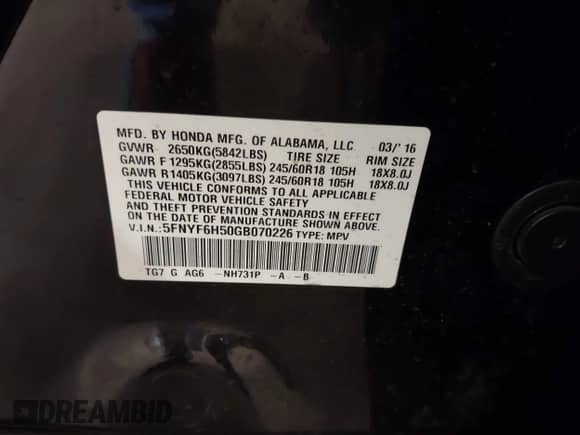 MFD. BY HONDA MFG. OF ALABAMA, LLC 03/'16
GVWR 2650KG(5842LBS) TIRE SIZE RIM SIZE
GAWR F 1295KG(2855LBS) 245/60R18 105H 18X8.0J
GAWR R1405KG(3097LBS) 245/60R18 105H 18X8.0J
THIS VEHICLE CONFORMS TO ALL APPLICABLE
FEDERAL MOTOR VEHICLE SAFETY
AND THEFT PREVENTION STANDARDS IN EFFECT
ON THE DATE OF MANUFACTURE SHOWN ABOVE.
V.I.N.:5FNYF6H50GB070226 TYPE: MPV
TG7 G AG6 -NH731P -A -B
DREAMBID